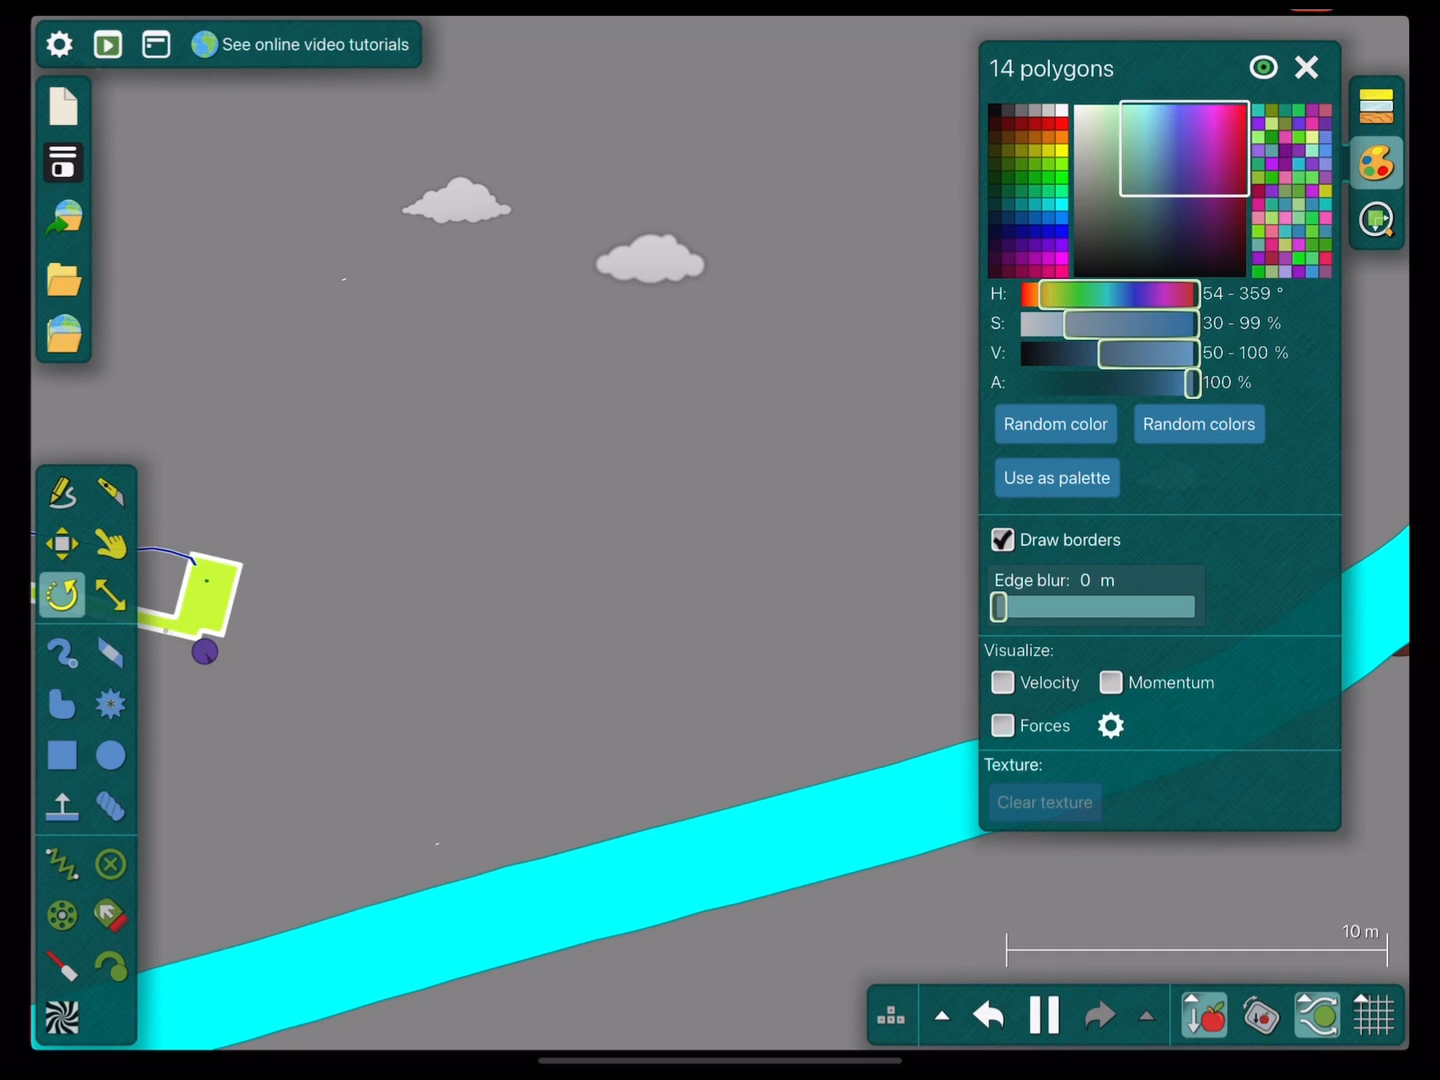 See online video tutorials
14 polygons
H: 54 - 359 °
S: 30 - 99 %
V: 50 - 100 %
A: 100 %
Random color Random colors
Use as palette
Draw borders
Edge blur: 0 m
Visualize:
Velocity Momentum
Forces
Texture:
Clear texture
10 m